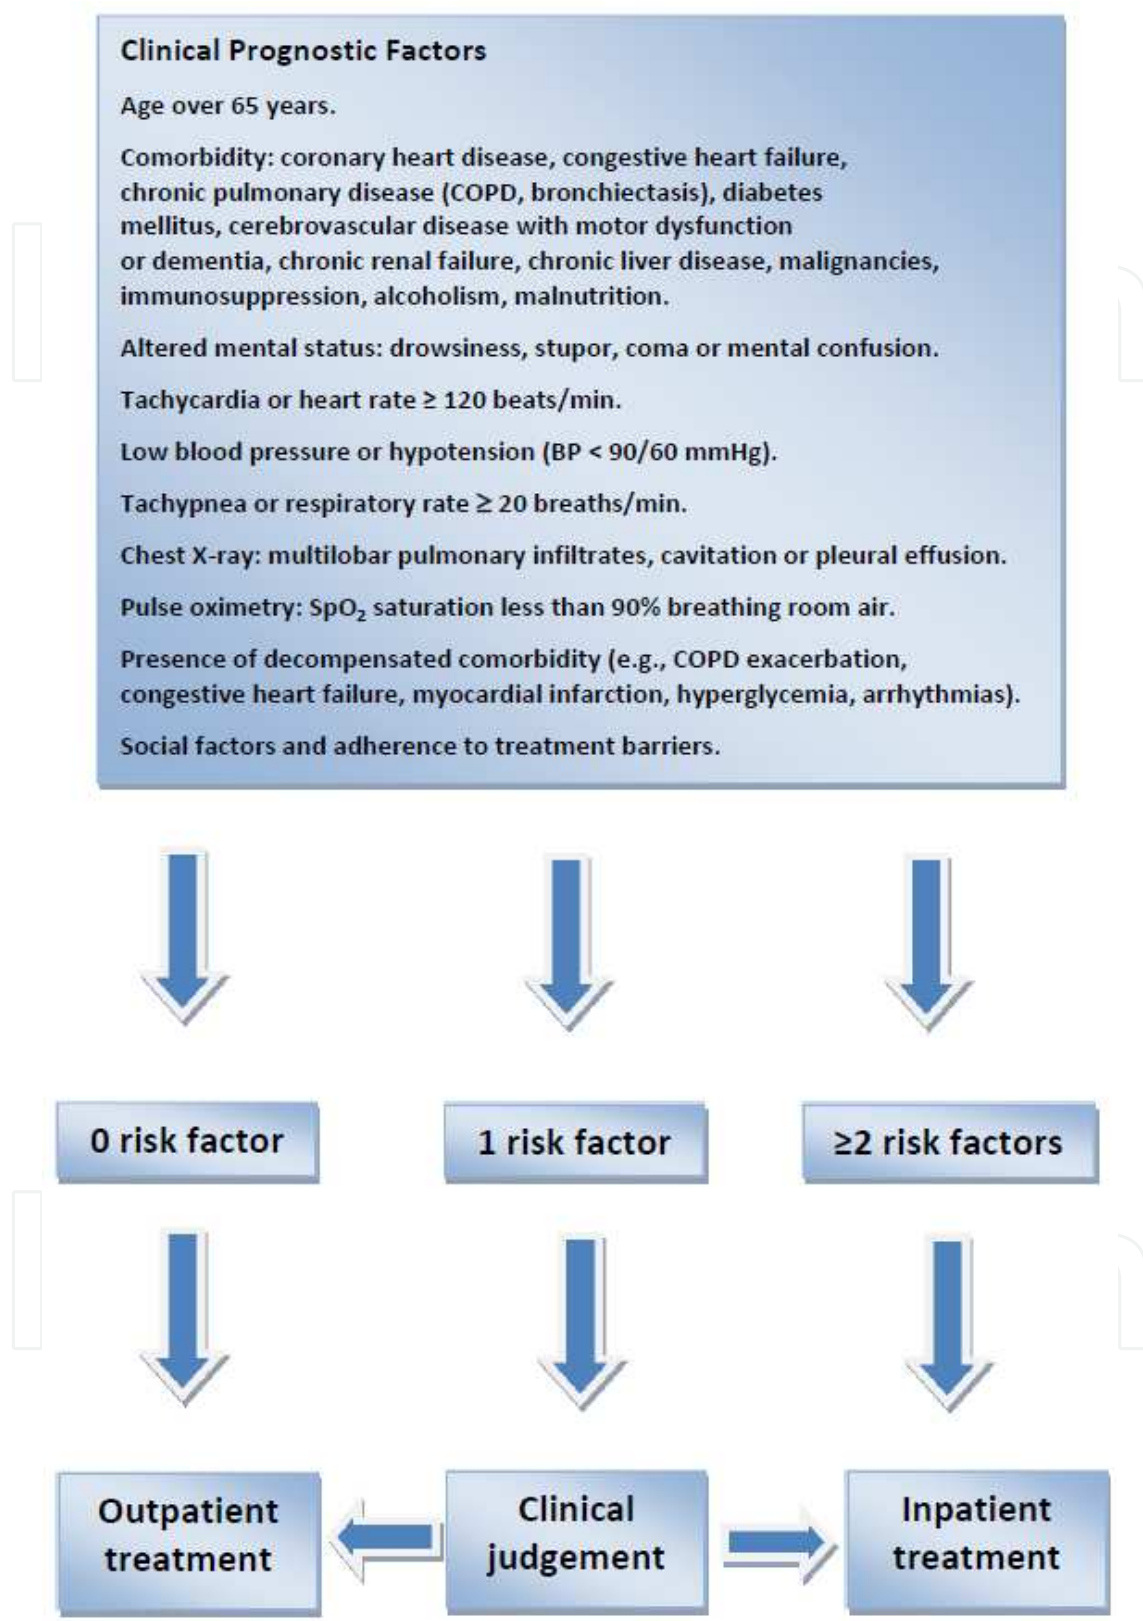 Clinical Prognostic Factors
Age over 65 years.
Comorbidity: coronary heart disease, congestive heart failure,
chronic pulmonary disease (COPD, bronchiectasis), diabetes
mellitus, cerebrovascular disease with motor dysfunction
or dementia, chronic renal failure, chronic liver disease, malignancies,
immunosuppression, alcoholism, malnutrition.
Altered mental status: drowsiness, stupor, coma or mental confusion.
Tachycardia or heart rate ≥ 120 beats/min.
Low blood pressure or hypotension (BP < 90/60 mmHg).
Tachypnea or respiratory rate ≥ 20 breaths/min.
Chest X-ray: multilobar pulmonary infiltrates, cavitation or pleural effusion.
Pulse oximetry: SpO₂ saturation less than 90% breathing room air.
Presence of decompensated comorbidity (e.g., COPD exacerbation,
congestive heart failure, myocardial infarction, hyperglycemia, arrhythmias).
Social factors and adherence to treatment barriers.
0 risk factor
1 risk factor
≥2 risk factors
Outpatient
treatment
Clinical
judgement
Inpatient
treatment